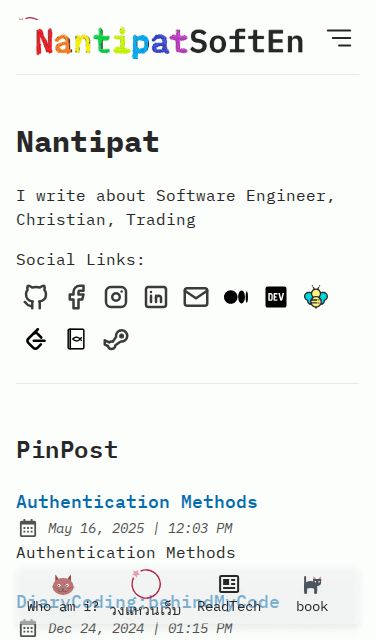 NantipatSoftEn
Nantipat
I write about Software Engineer,
Christian, Trading
Social Links:
DEV
PinPost
Authentication Methods
May 16, 2025 | 12:03 PM
Authentication Methods
DiaryCoding:behindMyCode
Who am i?
วงแหวนเว็บ
ReadTech
book
Dec 24, 2024 | 01:15 PM